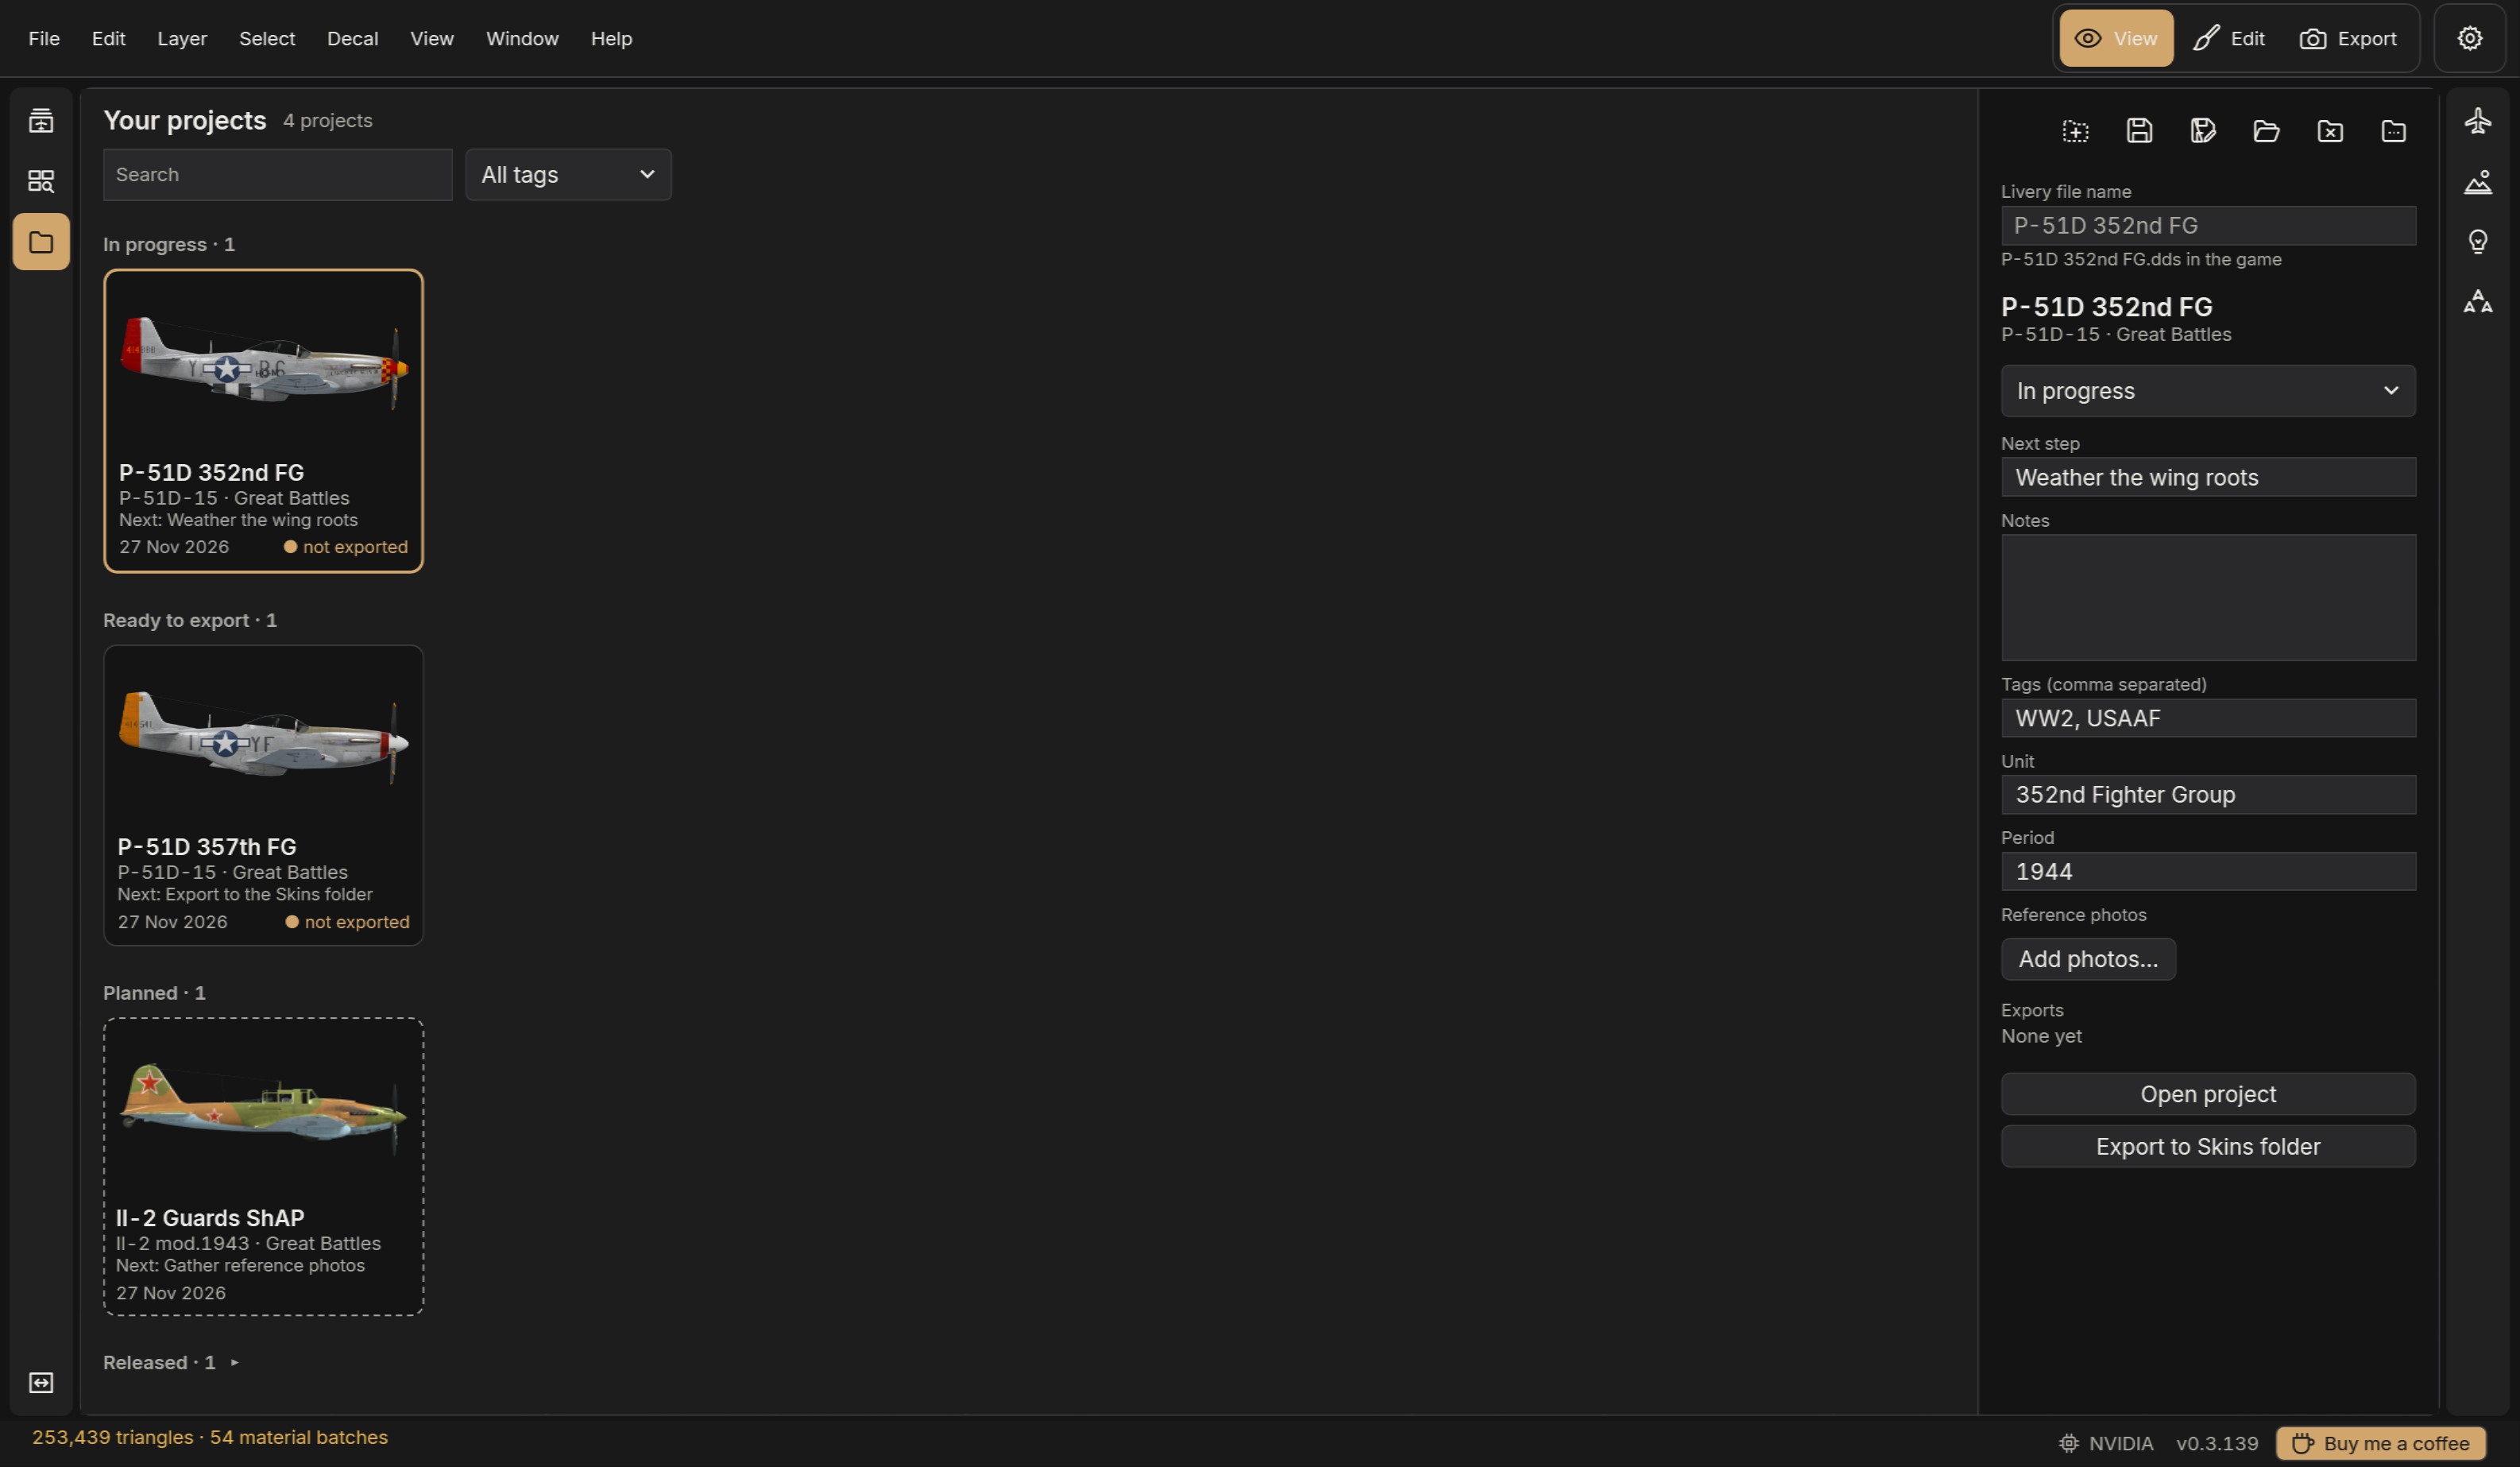 File Edit Layer Select Decal View Window Help
View Edit Export
Your projects 4 projects
Search
All tags
In progress · 1
P-51D 352nd FG
P-51D-15 · Great Battles
Next: Weather the wing roots
27 Nov 2026 not exported
Ready to export · 1
YF
P-51D 357th FG
P-51D-15 · Great Battles
Next: Export to the Skins folder
27 Nov 2026 not exported
Planned · 1
Il-2 Guards ShAP
Il-2 mod.1943 · Great Battles
Next: Gather reference photos
27 Nov 2026
Released · 1
Livery file name
P-51D 352nd FG
P-51D 352nd FG.dds in the game
P-51D 352nd FG
P-51D-15 · Great Battles
In progress
Next step
Weather the wing roots
Notes
Tags (comma separated)
WW2, USAAF
Unit
352nd Fighter Group
Period
1944
Reference photos
Add photos...
Exports
None yet
Open project
Export to Skins folder
253,439 triangles · 54 material batches
NVIDIA v0.3.139 Buy me a coffee